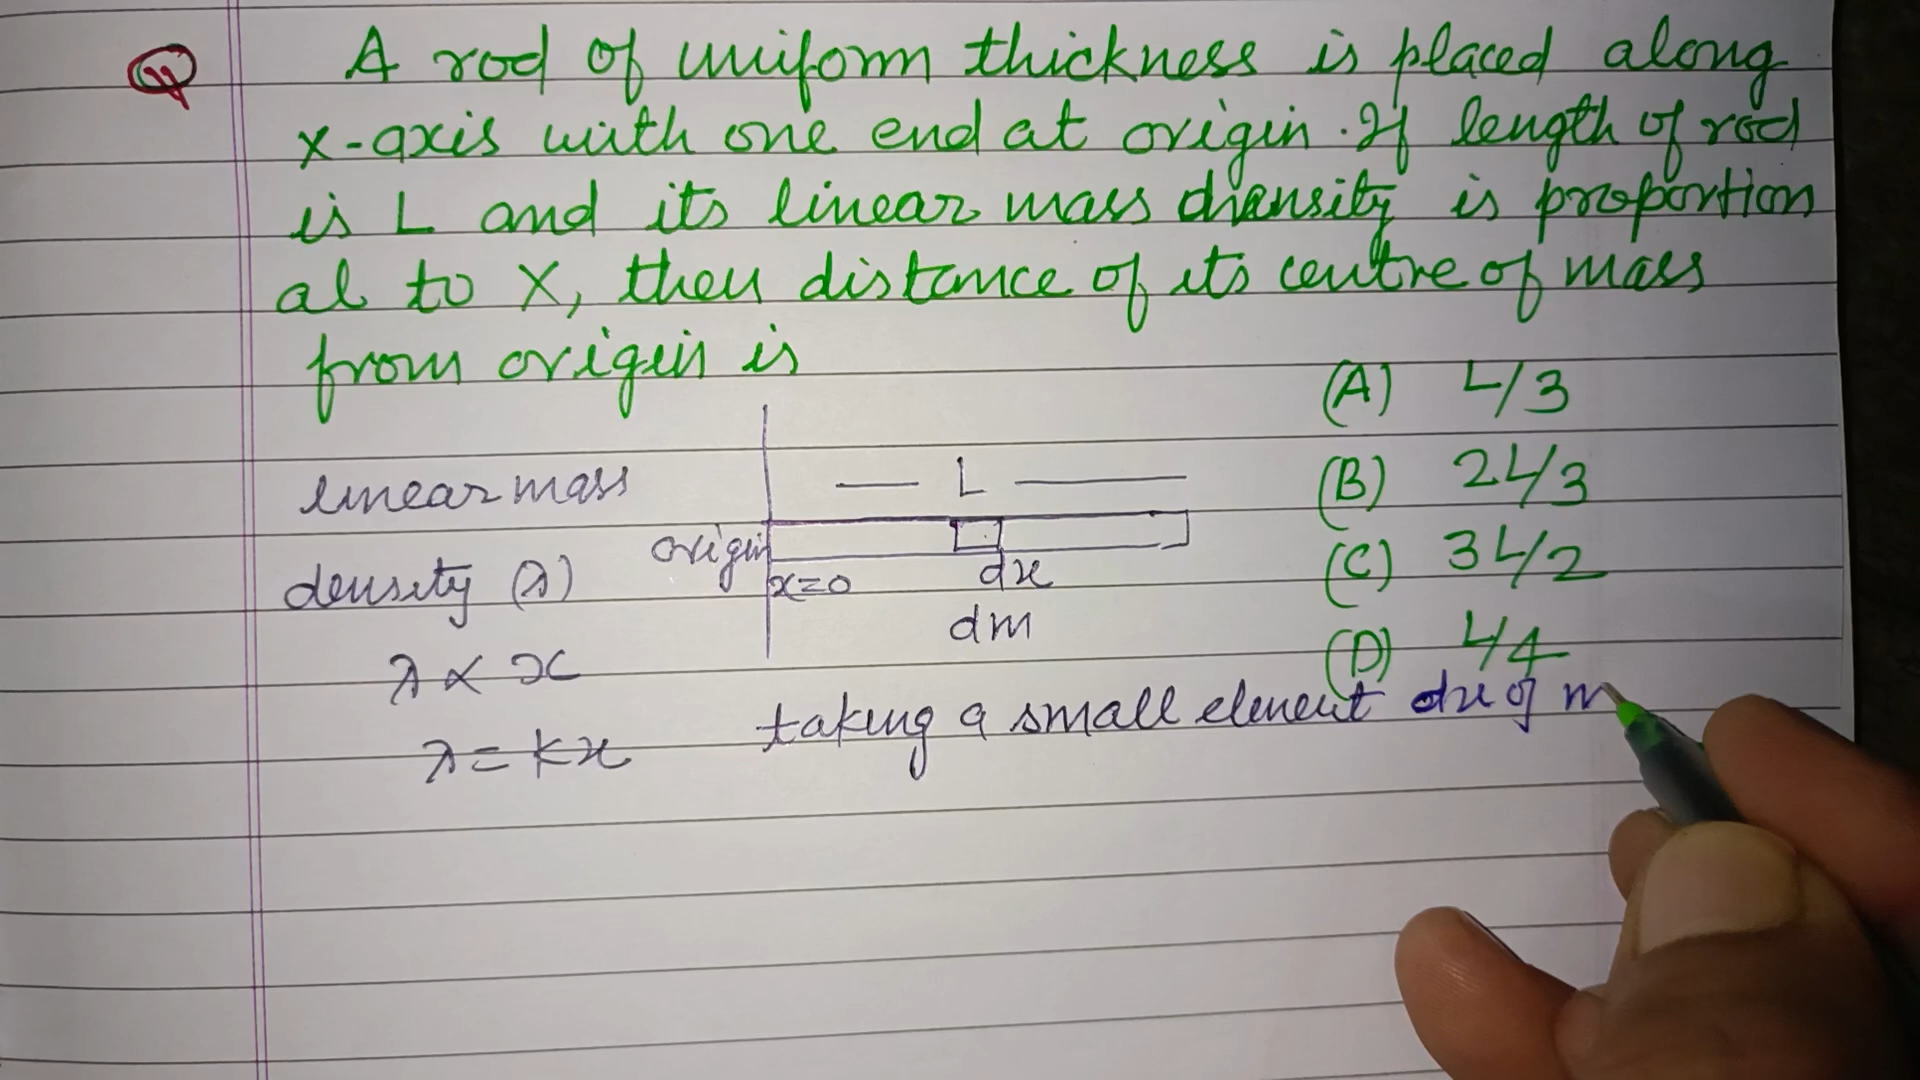 Q
A rod of uniform thickness is placed along
x-axis with one end at origin. If length of rod
is L and its linear mass density is proportion
al to X, then distance of its centre of mass
from origin is
(A) L/3
(B) 2L/3
(C) 3L/2
(D) L/4
linear mass
density (λ)
λ ∝ x
λ = kx
L
origin
x=0
dx
dm
taking a small element dx of m